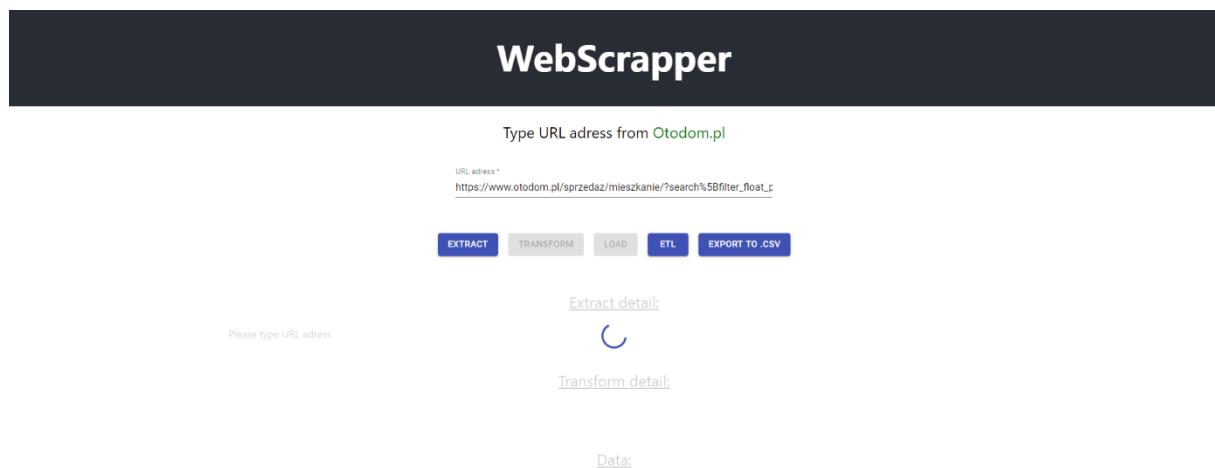 WebScrapper
Type URL adress from Otodom.pl
URL adress *
https://www.otodom.pl/sprzedaz/mieszkanie/?search%5Bfilter_float_p
EXTRACT TRANSFORM LOAD ETL EXPORT TO .CSV
Extract detail:
Please type URL adress
Transform detail:
Data: